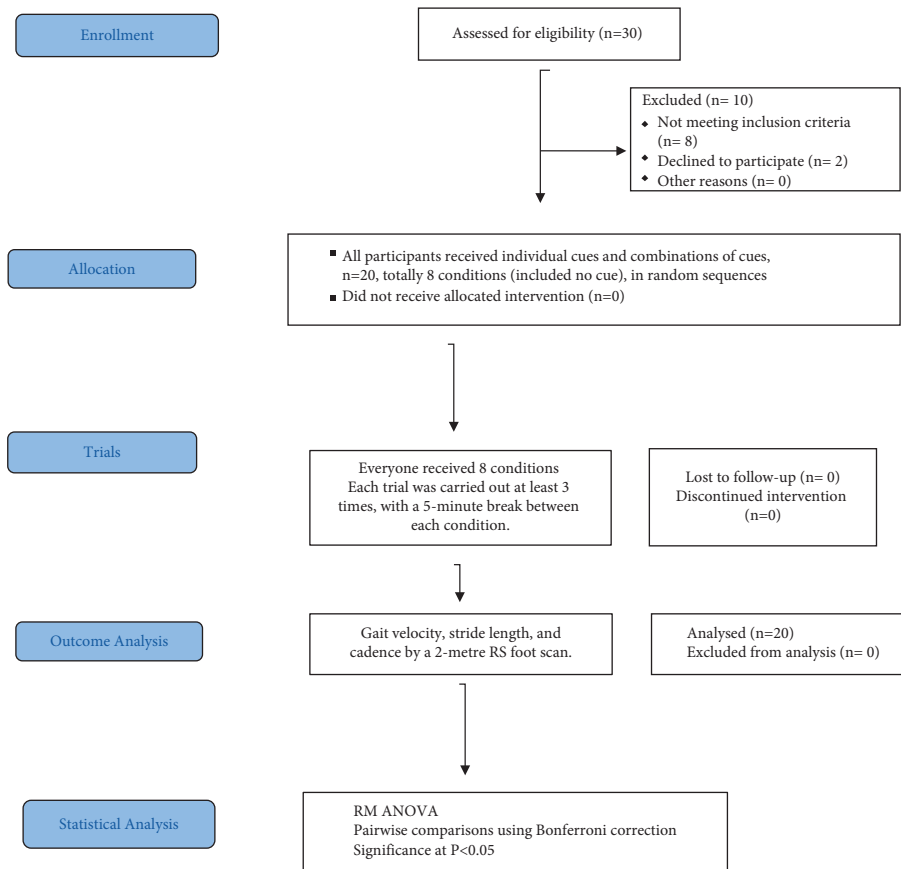 Enrollment
Assessed for eligibility (n=30)
Excluded (n= 10)
◆ Not meeting inclusion criteria
(n= 8)
◆ Declined to participate (n= 2)
◆ Other reasons (n= 0)
Allocation
▪ All participants received individual cues and combinations of cues,
n=20, totally 8 conditions (included no cue), in random sequences
▪ Did not receive allocated intervention (n=0)
Trials
Everyone received 8 conditions
Each trial was carried out at least 3
times, with a 5-minute break between
each condition.
Lost to follow-up (n= 0)
Discontinued intervention
(n=0)
Outcome Analysis
Gait velocity, stride length, and
cadence by a 2-metre RS foot scan.
Analysed (n=20)
Excluded from analysis (n= 0)
Statistical Analysis
RM ANOVA
Pairwise comparisons using Bonferroni correction
Significance at P<0.05